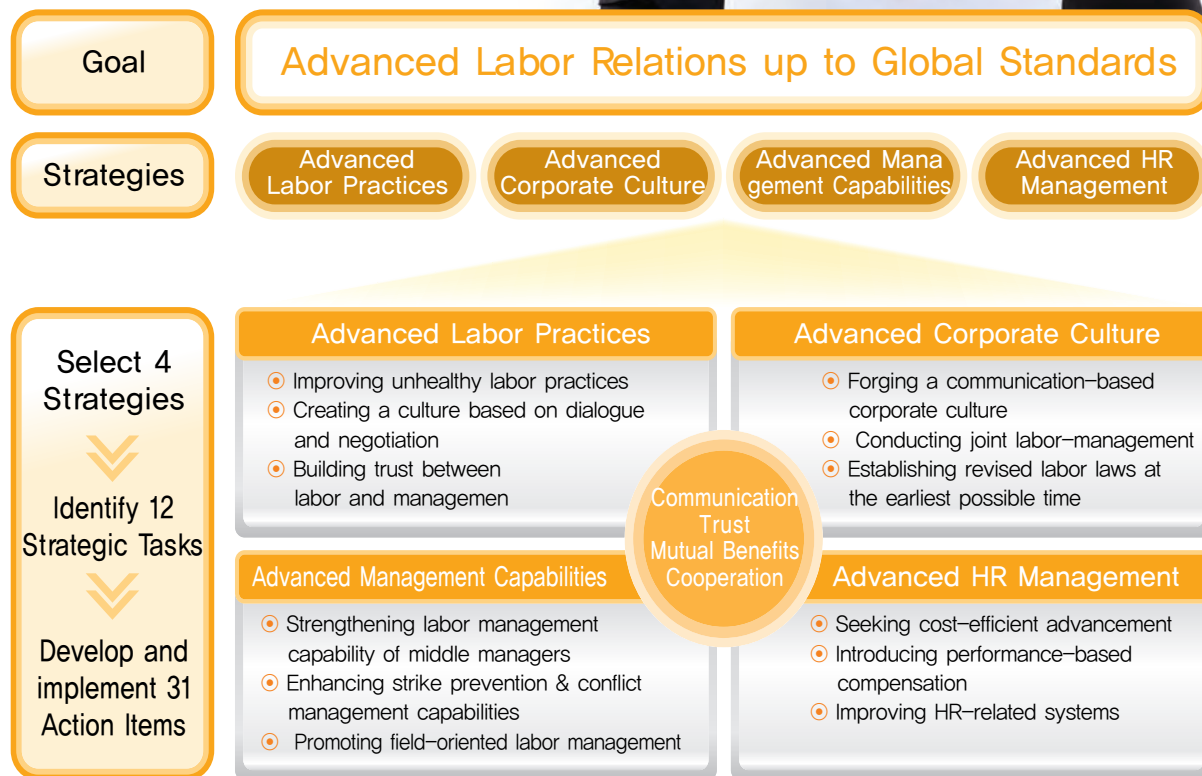 Goal
Advanced Labor Relations up to Global Standards
Strategies
Advanced
Labor Practices
Advanced
Corporate Culture
Advanced Mana
gement Capabilities
Advanced HR
Management
Select 4
Strategies
Identify 12
Strategic Tasks
Develop and
implement 31
Action Items
Advanced Labor Practices
Improving unhealthy labor practices
Creating a culture based on dialogue
and negotiation
Building trust between
labor and managemen
Advanced Corporate Culture
Forging a communication-based
corporate culture
Conducting joint labor-management
Establishing revised labor laws at
the earliest possible time
Communication
Trust
Mutual Benefits
Cooperation
Advanced Management Capabilities
Strengthening labor management
capability of middle managers
Enhancing strike prevention & conflict
management capabilities
Promoting field-oriented labor management
Advanced HR Management
Seeking cost-efficient advancement
Introducing performance-based
compensation
Improving HR-related systems